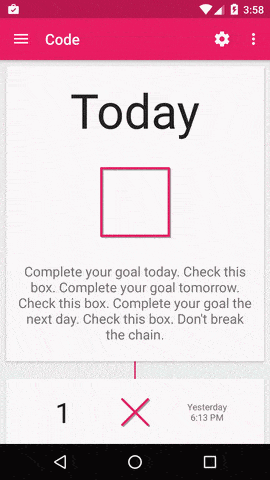 3:58
Code
Today
Complete your goal today. Check this
box. Complete your goal tomorrow.
Check this box. Complete your goal the
next day. Check this box. Don't break
the chain.
1
Yesterday
6:13 PM